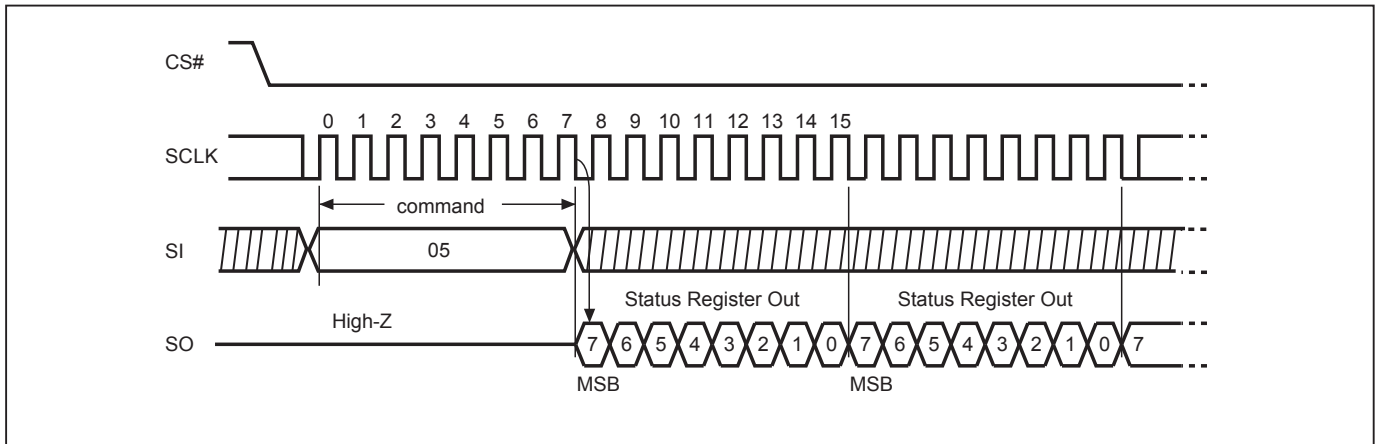 CS#
0 1 2 3 4 5 6 7 8 9 10 11 12 13 14 15
SCLK
command
SI
05
Status Register Out Status Register Out
High-Z
SO
7 6 5 4 3 2 1 0 7 6 5 4 3 2 1 0 7
MSB MSB